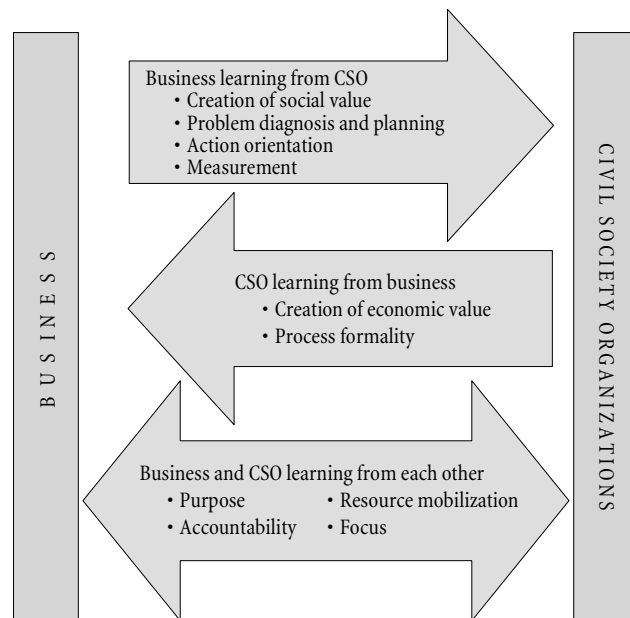 BUSINESS
Business learning from CSO
• Creation of social value
• Problem diagnosis and planning
• Action orientation
• Measurement
CSO learning from business
• Creation of economic value
• Process formality
Business and CSO learning from each other
• Purpose • Resource mobilization
• Accountability • Focus
CIVIL SOCIETY ORGANIZATIONS